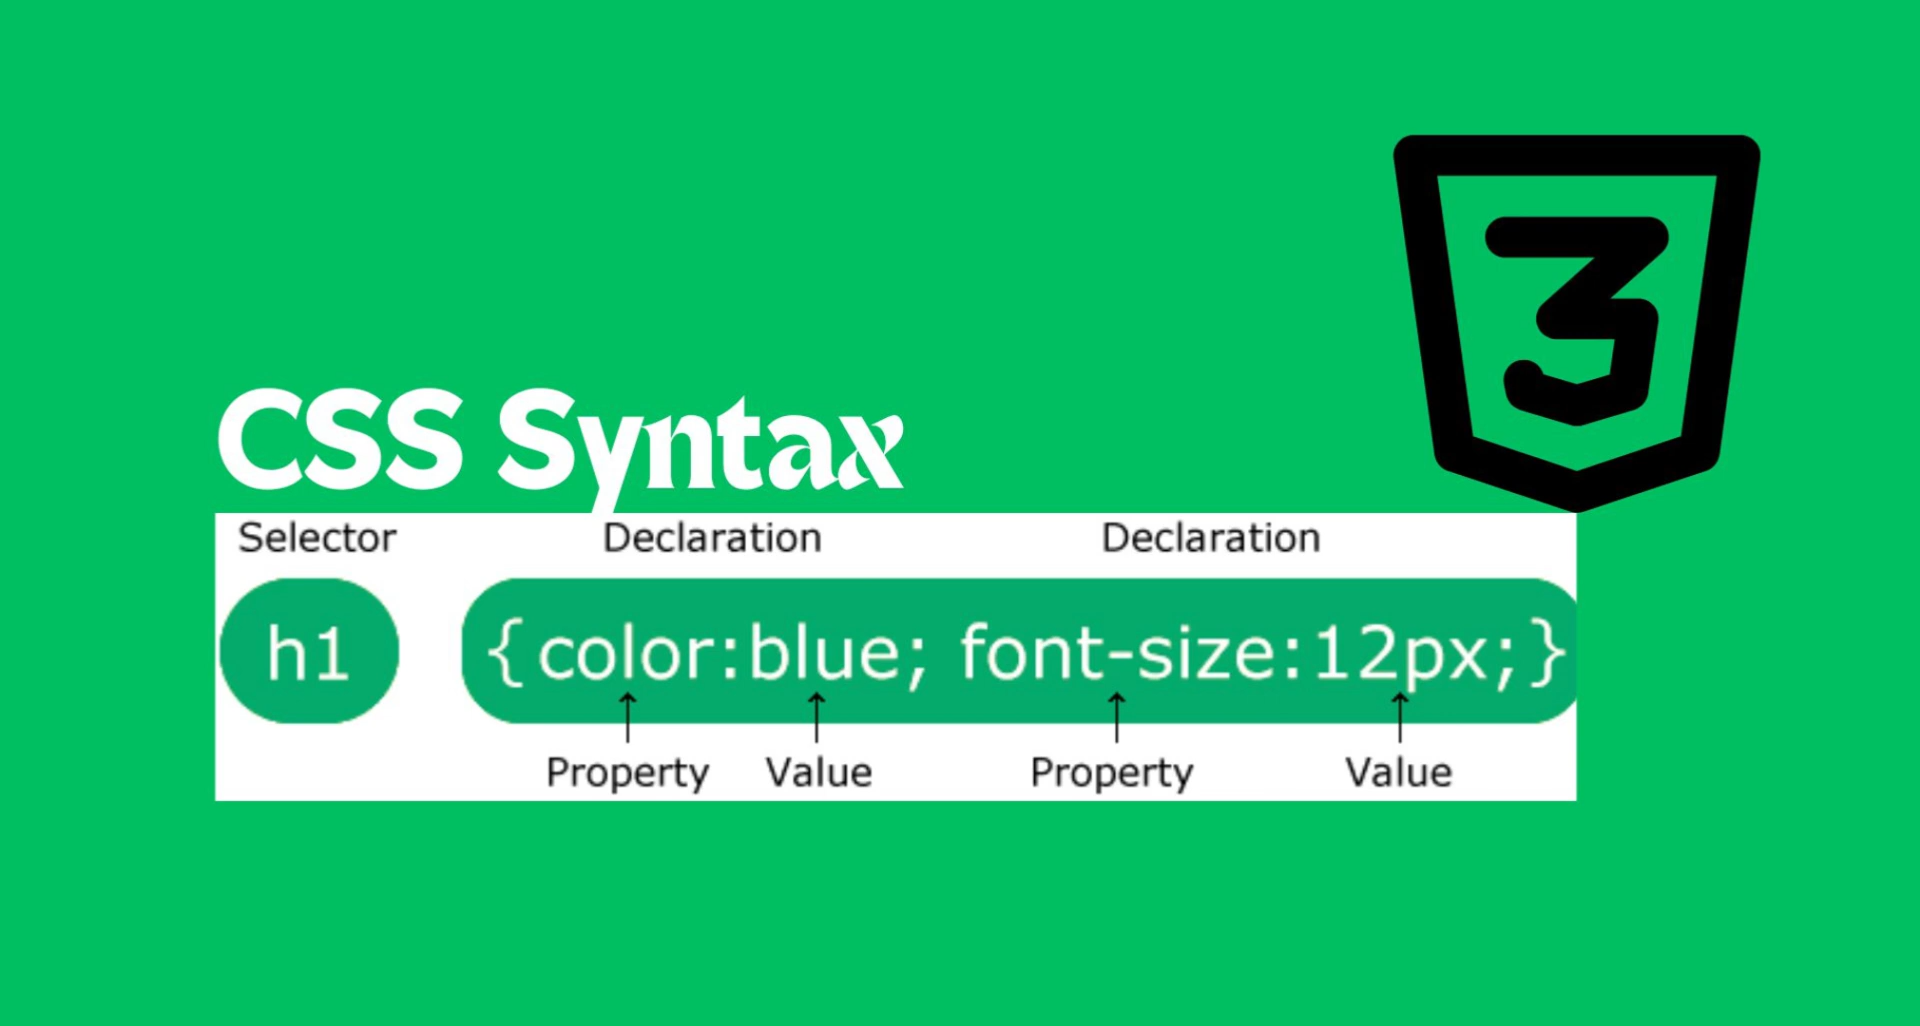 CSS Syntax
3
Selector Declaration Declaration
h1 {color:blue; font-size:12px;}
Property Value Property Value